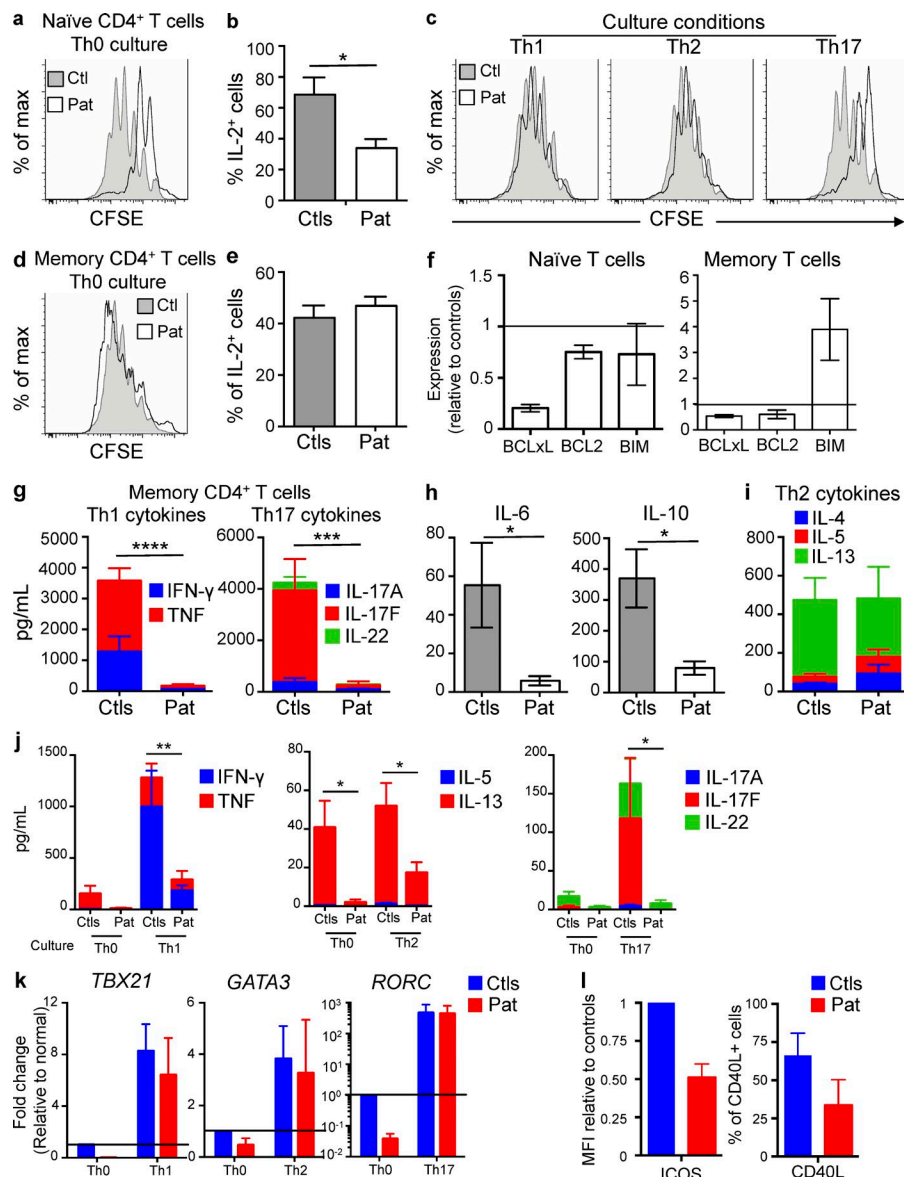 a Naïve CD4+ T cells
Th0 culture
Ctl
Pat
% of max
CFSE
b
*
% IL-2+ cells
100
80
60
40
20
0
Ctls Pat
c Culture conditions
Th1 Th2 Th17
Ctl
Pat
% of max
CFSE
d Memory CD4+ T cells
Th0 culture
Ctl
Pat
% of max
CFSE
e
% of IL-2+ cells
60
40
20
0
Ctls Pat
f Naïve T cells Memory T cells
Expression
(relative to controls)
1.5
1
0.5
0
BCLxL BCL2 BIM
6
5
4
3
2
1
0
BCLxL BCL2 BIM
g Memory CD4+ T cells
Th1 cytokines Th17 cytokines
pg/mL
5000
4000
3000
2000
1000
0
****
IFN-γ
TNF
Ctls Pat
6000
4000
2000
0
***
IL-17A
IL-17F
IL-22
Ctls Pat
h IL-6 IL-10
80
60
40
20
0
*
Ctls Pat
400
300
200
100
0
*
Ctls Pat
i Th2 cytokines
IL-4
IL-5
IL-13
800
600
400
200
0
Ctls Pat
j
pg/mL
1500
1000
500
0
**
IFN-γ
TNF
Ctls Pat Ctls Pat
Culture Th0 Th1
60
40
20
0
* *
IL-5
IL-13
Ctls Pat Ctls Pat
Th0 Th2
200
150
100
50
0
*
IL-17A
IL-17F
IL-22
Ctls Pat Ctls Pat
Th0 Th17
k TBX21 GATA3 RORC
Ctls
Pat
Fold change
(Relative to normal)
12
8
4
0
Th0 Th1
6
4
2
0
Th0 Th2
10³
10²
10¹
10⁰
10⁻¹
10⁻²
Th0 Th17
l
Ctls
Pat
MFI relative to controls
1
0.75
0.5
0.25
0
ICOS
% of CD40L+ cells
100
75
50
25
0
CD40L